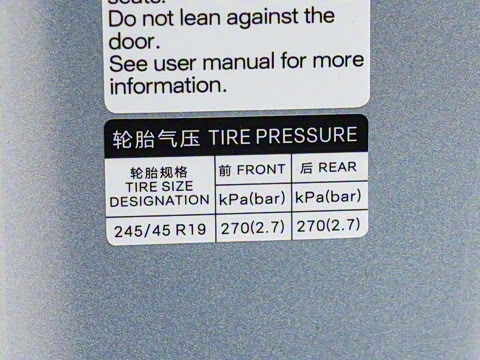 seats.
Do not lean against the
door.
See user manual for more
information.
轮胎气压 TIRE PRESSURE
轮胎规格
TIRE SIZE
DESIGNATION
前 FRONT
后 REAR
kPa(bar)
kPa(bar)
245/45 R19
270(2.7)
270(2.7)